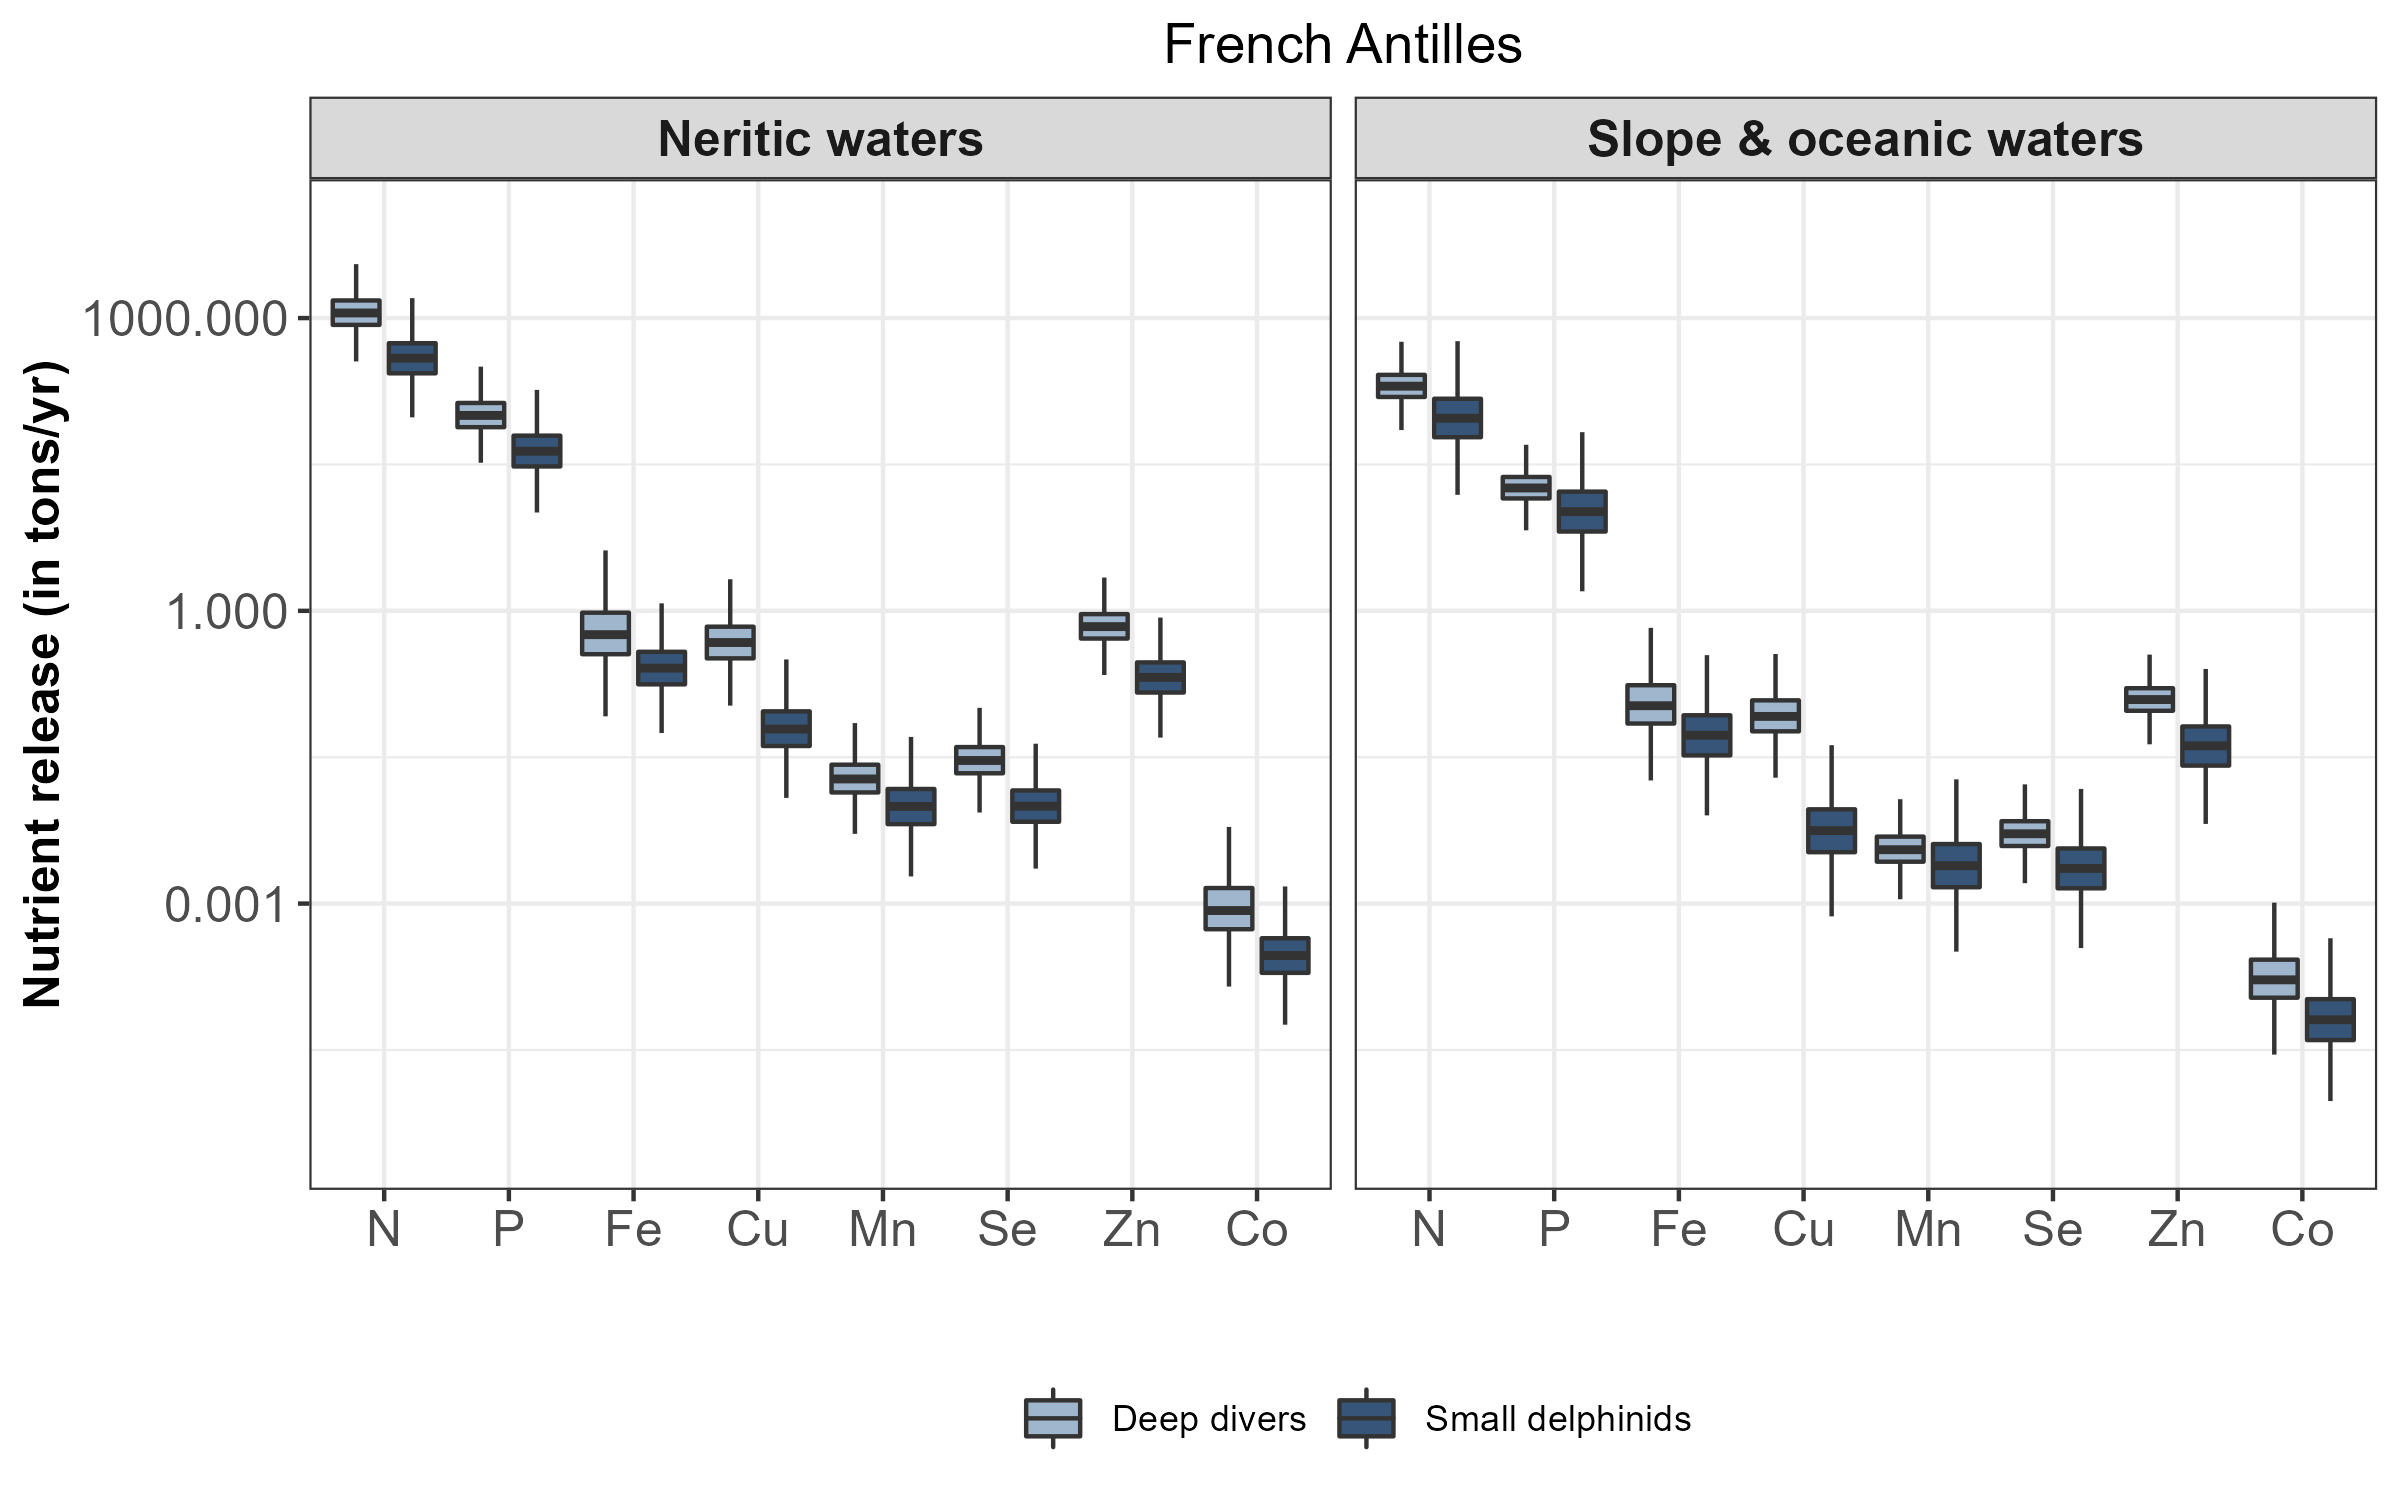 French Antilles
Neritic waters
Slope & oceanic waters
Nutrient release (in tons/yr)
1000.000
1.000
0.001
N P Fe Cu Mn Se Zn Co
N P Fe Cu Mn Se Zn Co
Deep divers
Small delphinids